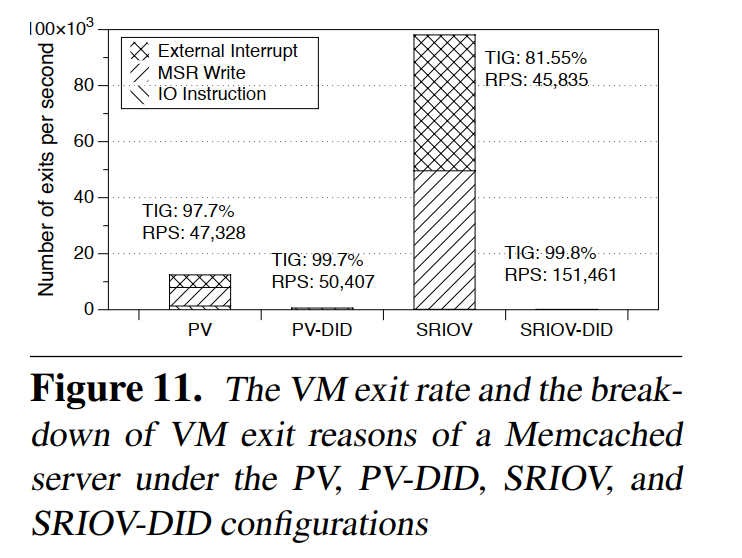 100×10³
80
60
40
20
0
Number of exits per second
External Interrupt
MSR Write
IO Instruction
TIG: 97.7%
RPS: 47,328
TIG: 99.7%
RPS: 50,407
TIG: 81.55%
RPS: 45,835
TIG: 99.8%
RPS: 151,461
PV
PV-DID
SRIOV
SRIOV-DID
Figure 11. The VM exit rate and the break-
down of VM exit reasons of a Memcached
server under the PV, PV-DID, SRIOV, and
SRIOV-DID configurations